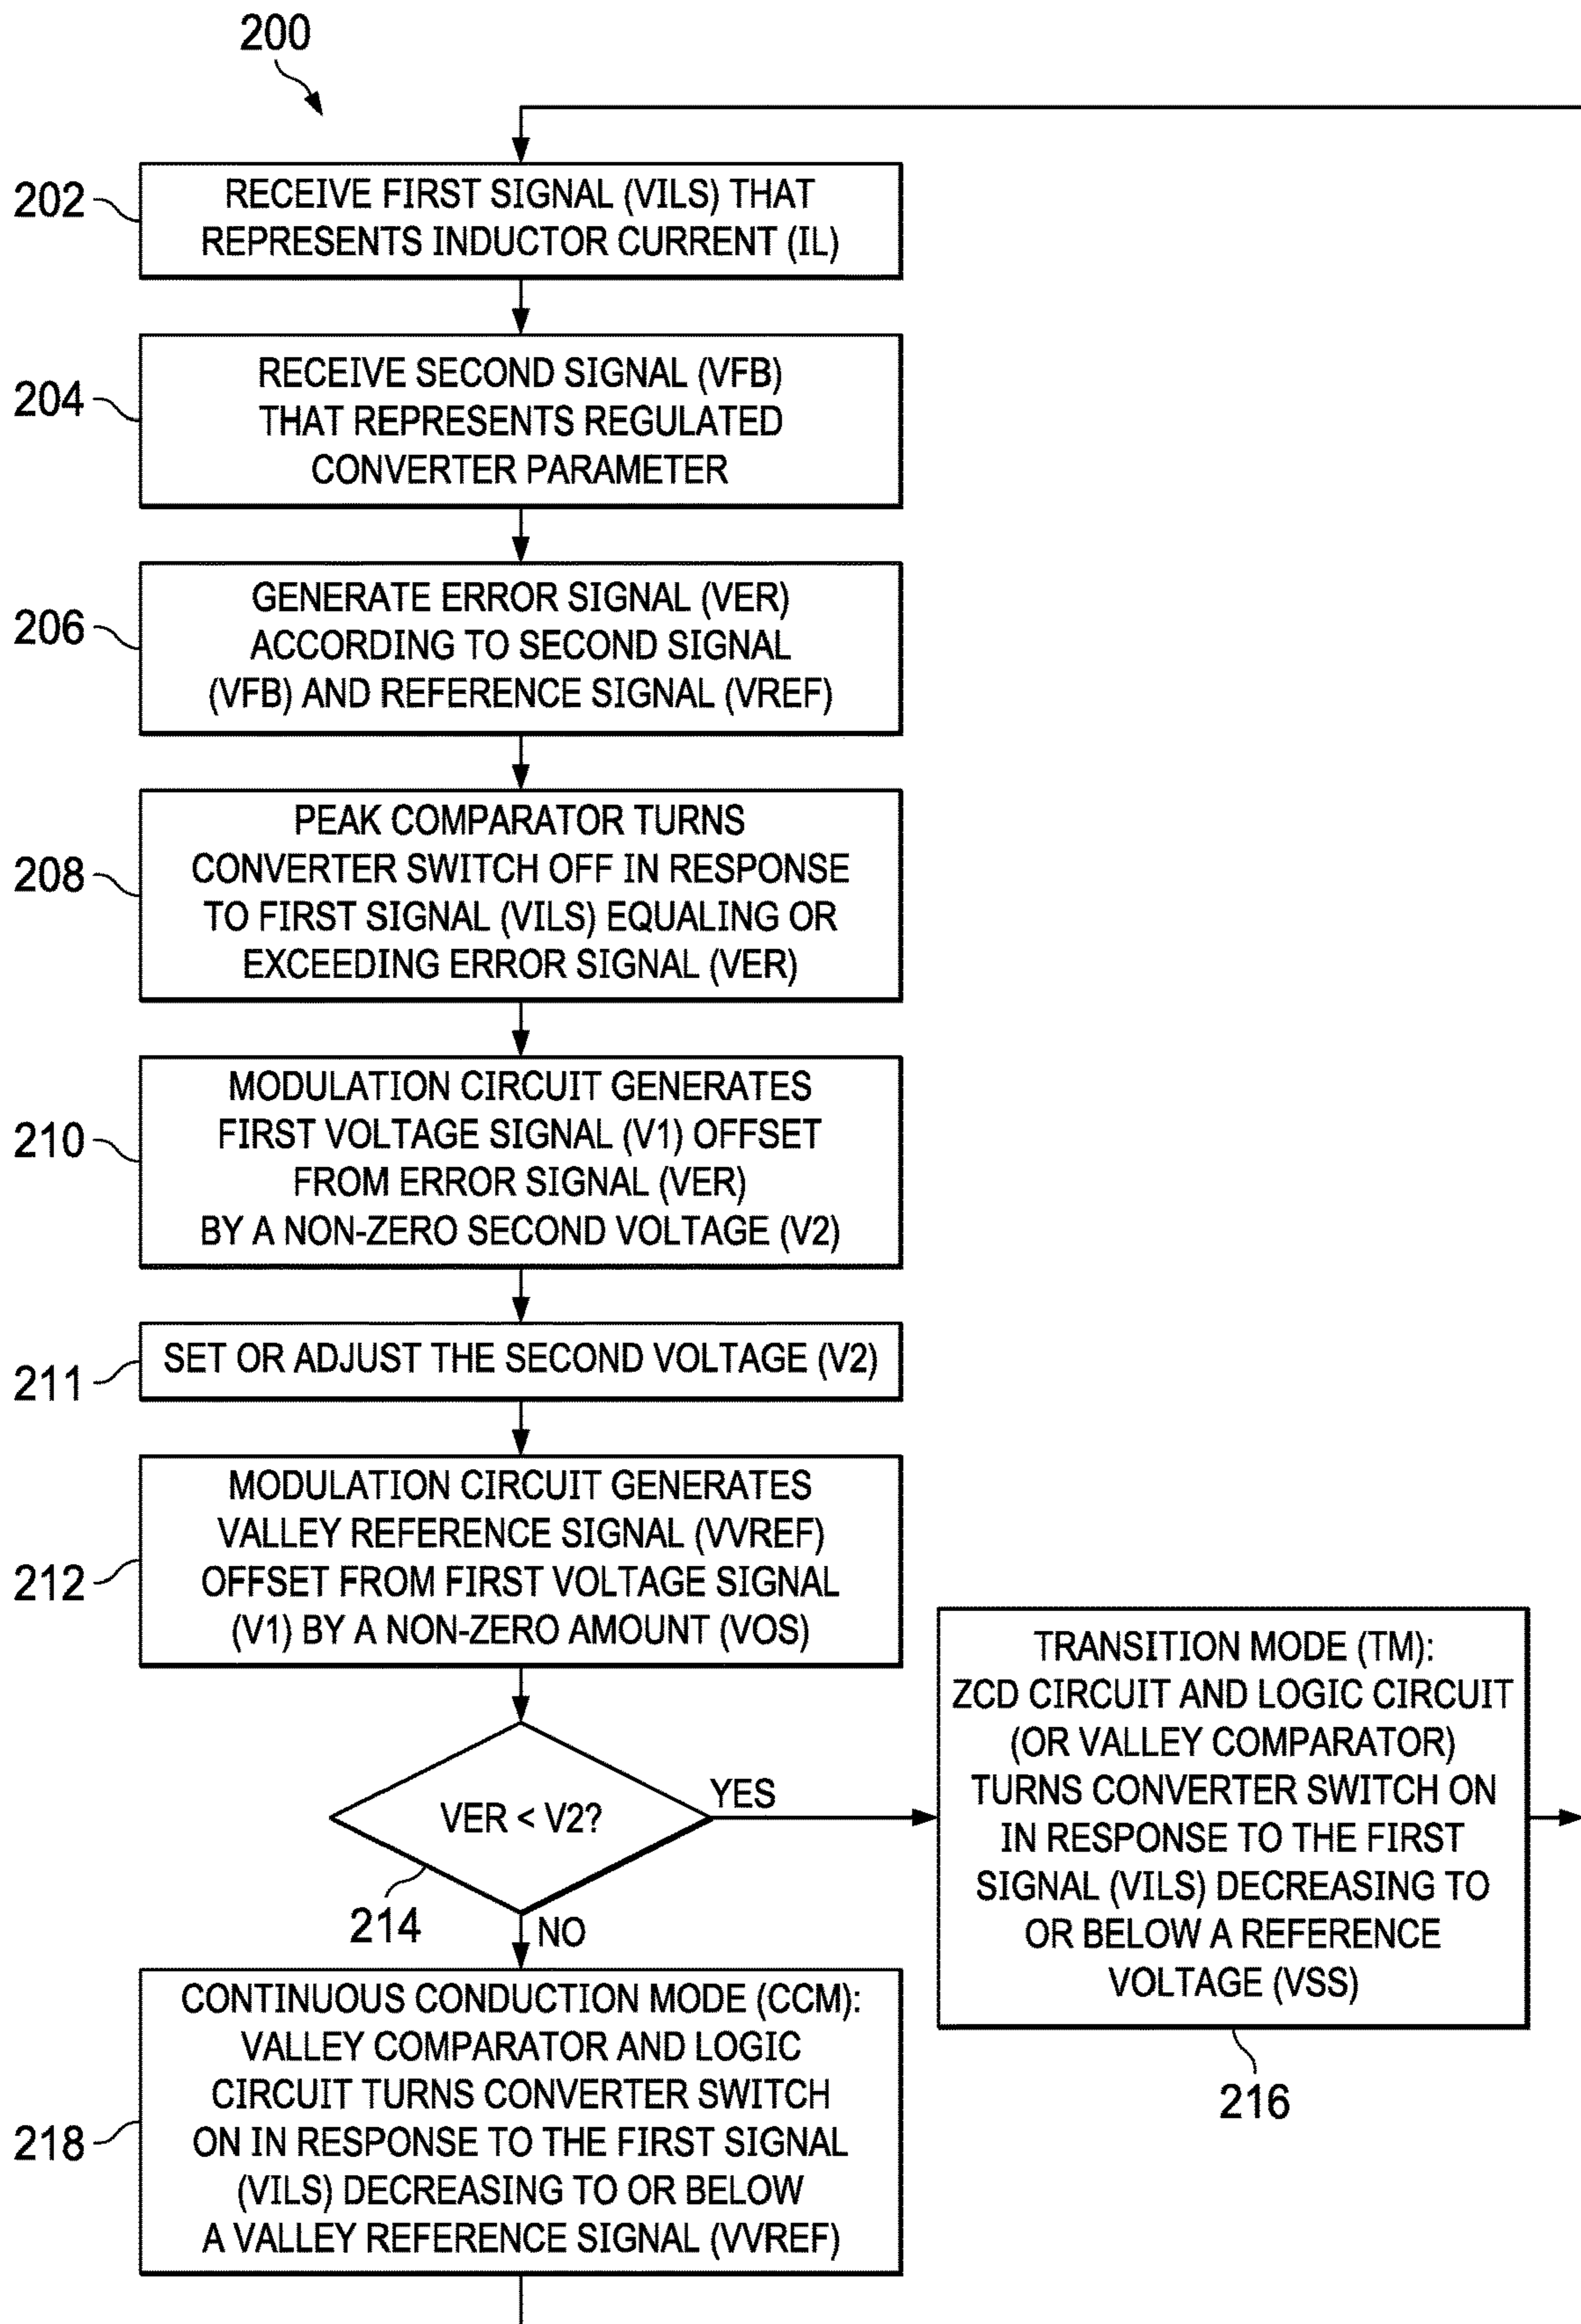 200
202
RECEIVE FIRST SIGNAL (VILS) THAT
REPRESENTS INDUCTOR CURRENT (IL)
204
RECEIVE SECOND SIGNAL (VFB)
THAT REPRESENTS REGULATED
CONVERTER PARAMETER
206
GENERATE ERROR SIGNAL (VER)
ACCORDING TO SECOND SIGNAL
(VFB) AND REFERENCE SIGNAL (VREF)
208
PEAK COMPARATOR TURNS
CONVERTER SWITCH OFF IN RESPONSE
TO FIRST SIGNAL (VILS) EQUALING OR
EXCEEDING ERROR SIGNAL (VER)
210
MODULATION CIRCUIT GENERATES
FIRST VOLTAGE SIGNAL (V1) OFFSET
FROM ERROR SIGNAL (VER)
BY A NON-ZERO SECOND VOLTAGE (V2)
211
SET OR ADJUST THE SECOND VOLTAGE (V2)
212
MODULATION CIRCUIT GENERATES
VALLEY REFERENCE SIGNAL (VVREF)
OFFSET FROM FIRST VOLTAGE SIGNAL
(V1) BY A NON-ZERO AMOUNT (VOS)
VER < V2?
214
YES
NO
TRANSITION MODE (TM):
ZCD CIRCUIT AND LOGIC CIRCUIT
(OR VALLEY COMPARATOR)
TURNS CONVERTER SWITCH ON
IN RESPONSE TO THE FIRST
SIGNAL (VILS) DECREASING TO
OR BELOW A REFERENCE
VOLTAGE (VSS)
216
218
CONTINUOUS CONDUCTION MODE (CCM):
VALLEY COMPARATOR AND LOGIC
CIRCUIT TURNS CONVERTER SWITCH
ON IN RESPONSE TO THE FIRST SIGNAL
(VILS) DECREASING TO OR BELOW
A VALLEY REFERENCE SIGNAL (VVREF)